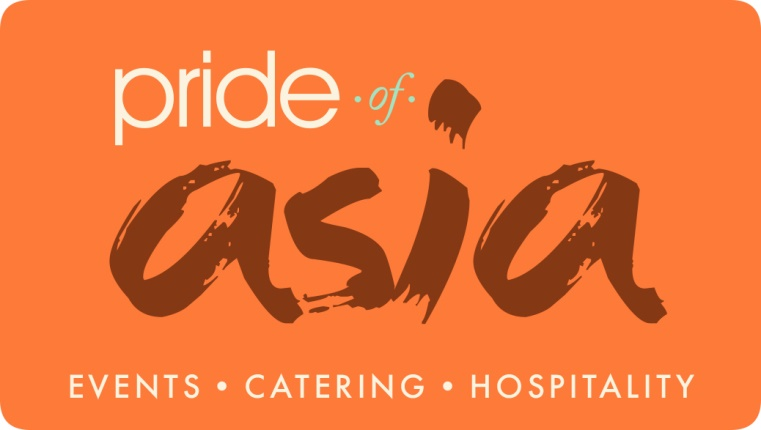 pride • of •
asia
EVENTS • CATERING • HOSPITALITY